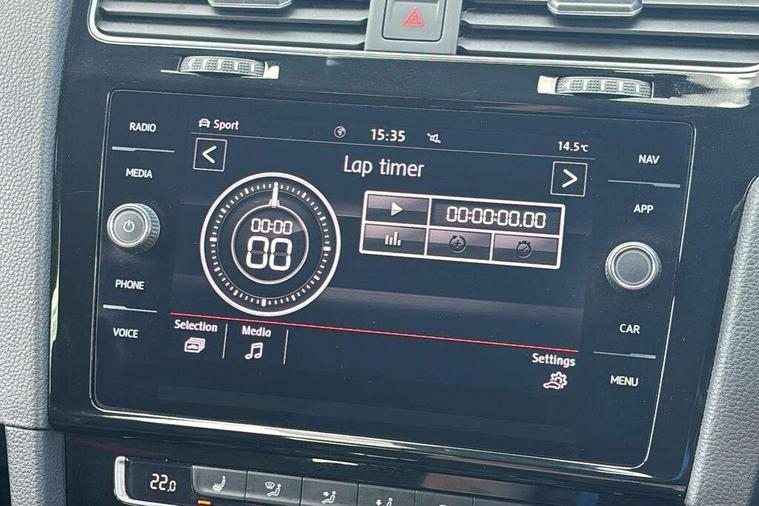 Sport 15:35 14.5°C
Lap timer
RADIO
MEDIA
PHONE
VOICE
NAV
APP
CAR
MENU
00:00
00
00:00:00.00
Selection Media
Settings
22.0